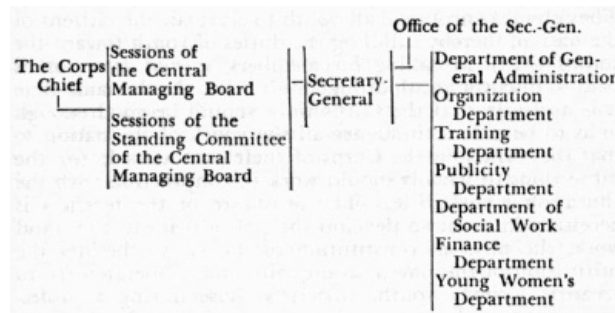 The Corps
Chief
Sessions of
the Central
Managing Board
Sessions of the
Standing Committee
of the Central
Managing Board
Secretary-
General
Office of the Sec.-Gen.
Department of Gen-
eral Administration
Org.
Department
Training
Department
Publicity
Department
Department of
Social Work
Finance
Department
Young Women's
Department